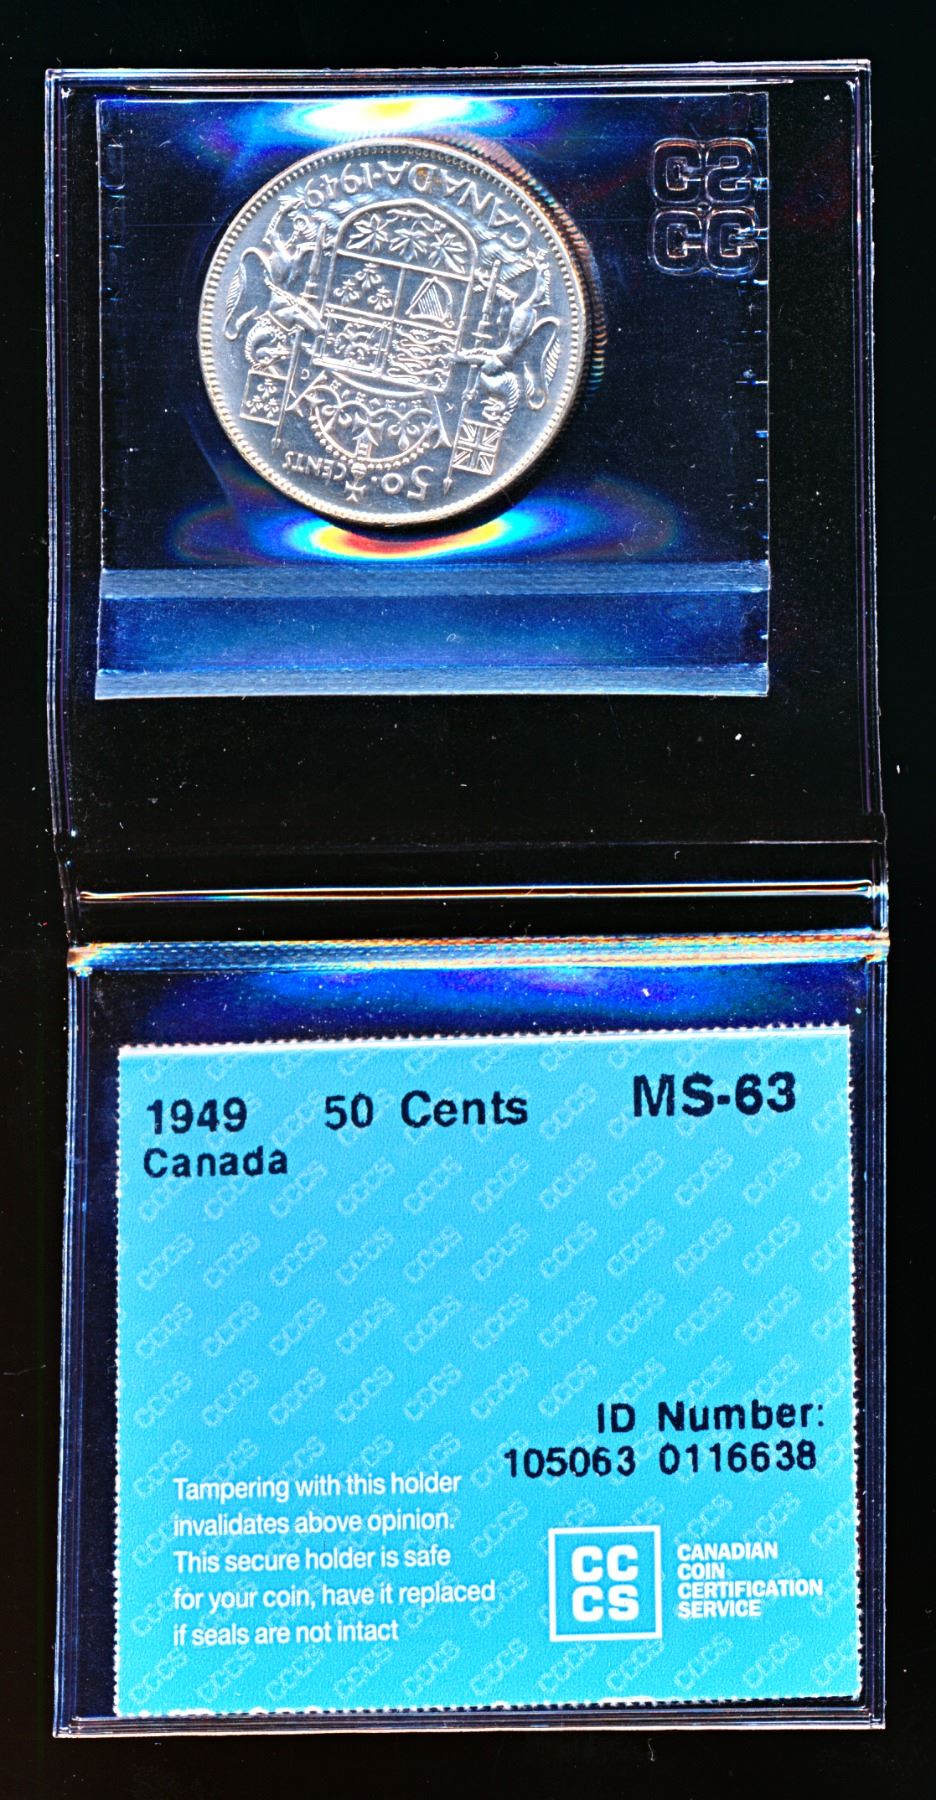 CANADA·1949
50·CENTS
CC
CS
1949 50 Cents MS-63
Canada
ID Number:
105063 0116638
Tampering with this holder
invalidates above opinion.
This secure holder is safe
for your coin, have it replaced
if seals are not intact
CC
CS
CANADIAN
COIN
CERTIFICATION
SERVICE